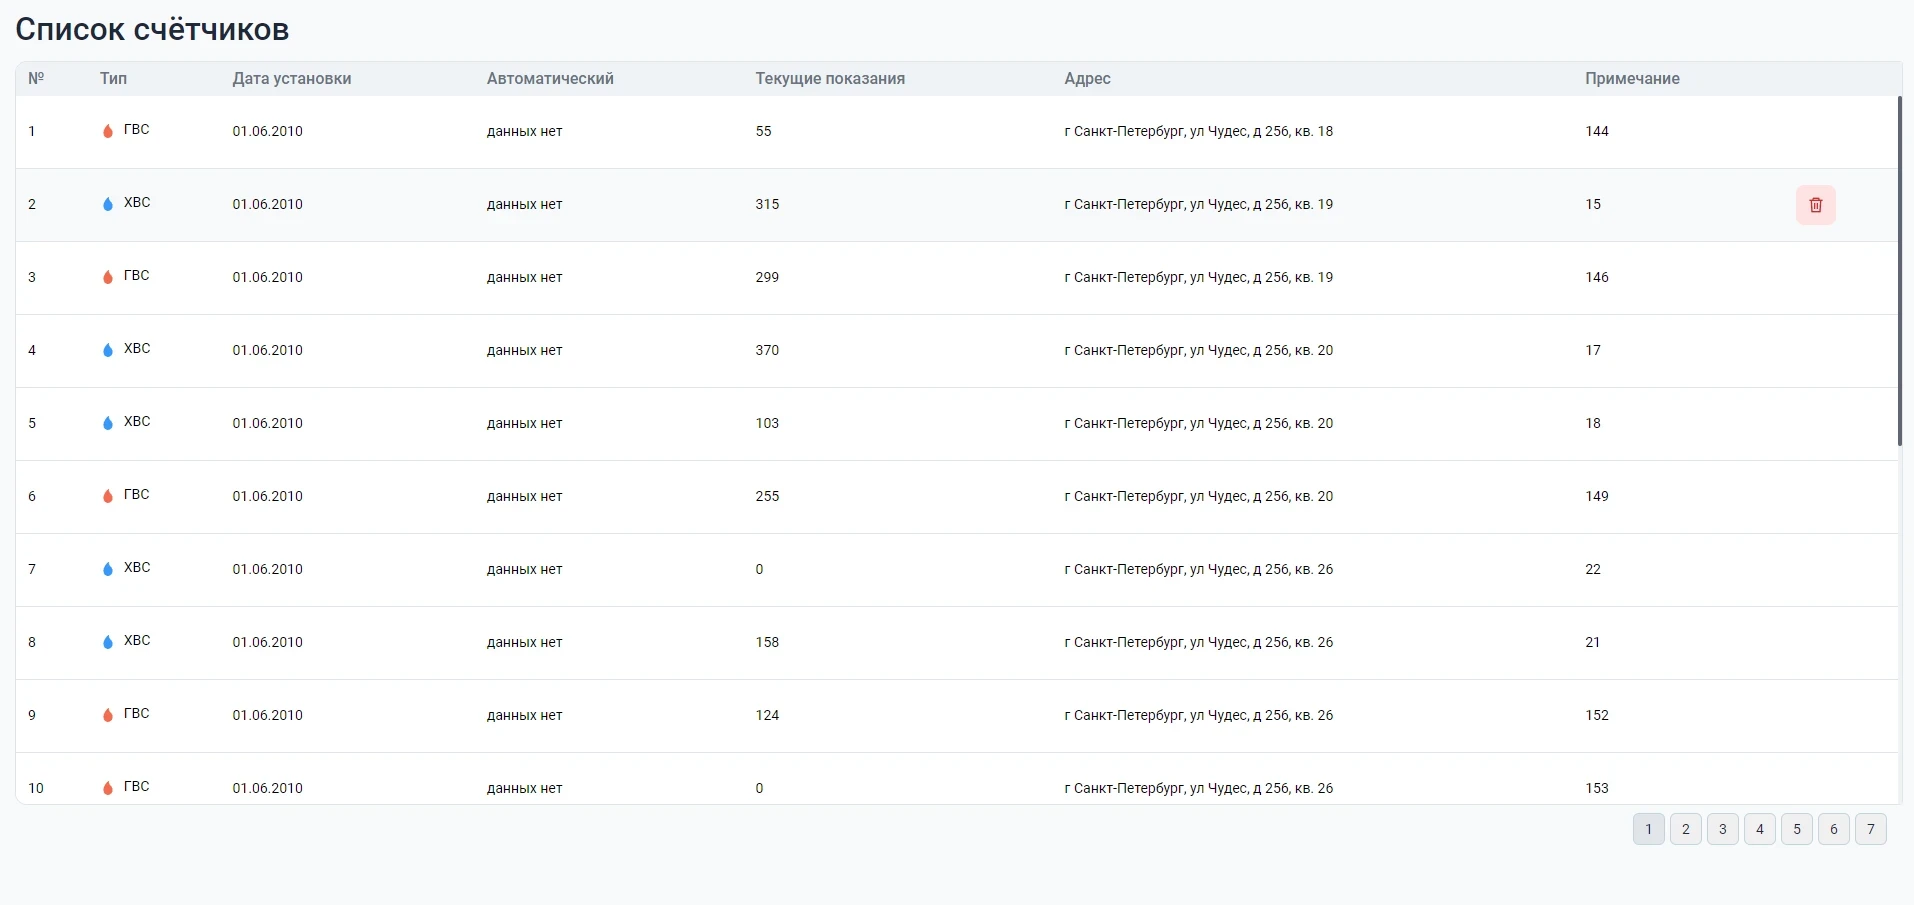 Список счётчиков
№ Тип Дата установки Автоматический Текущие показания Адрес Примечание
1 ГВС 01.06.2010 данных нет 55 г Санкт-Петербург, ул Чудес, д 256, кв. 18 144
2 ХВС 01.06.2010 данных нет 315 г Санкт-Петербург, ул Чудес, д 256, кв. 19 15
3 ГВС 01.06.2010 данных нет 299 г Санкт-Петербург, ул Чудес, д 256, кв. 19 146
4 ХВС 01.06.2010 данных нет 370 г Санкт-Петербург, ул Чудес, д 256, кв. 20 17
5 ХВС 01.06.2010 данных нет 103 г Санкт-Петербург, ул Чудес, д 256, кв. 20 18
6 ГВС 01.06.2010 данных нет 255 г Санкт-Петербург, ул Чудес, д 256, кв. 20 149
7 ХВС 01.06.2010 данных нет 0 г Санкт-Петербург, ул Чудес, д 256, кв. 26 22
8 ХВС 01.06.2010 данных нет 158 г Санкт-Петербург, ул Чудес, д 256, кв. 26 21
9 ГВС 01.06.2010 данных нет 124 г Санкт-Петербург, ул Чудес, д 256, кв. 26 152
10 ГВС 01.06.2010 данных нет 0 г Санкт-Петербург, ул Чудес, д 256, кв. 26 153
1 2 3 4 5 6 7